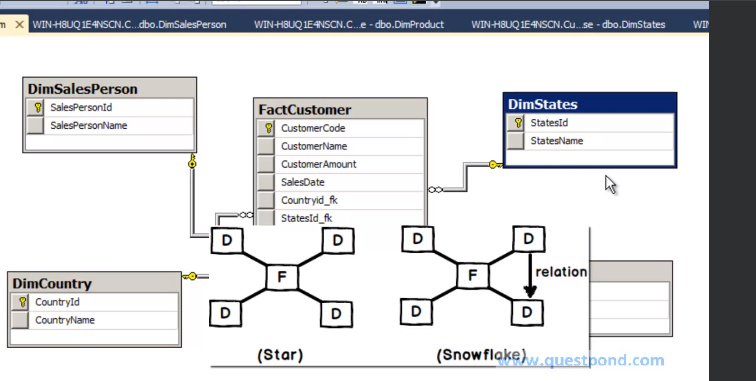 m
WIN-H8UQ1E4NSCN.C...dbo.DimSalesPerson
WIN-H8UQ1E4NSCN.C...e - dbo.DimProduct
WIN-H8UQ1E4NSCN.Cu...se - dbo.DimStates
WIN
DimSalesPerson
SalesPersonId
SalesPersonName
FactCustomer
CustomerCode
CustomerName
CustomerAmount
SalesDate
Countryid_fk
StatesId_fk
DimStates
StatesId
StatesName
DimCountry
CountryId
CountryName
D
D
F
D
D
(Star)
D
D
F
relation
D
D
(Snowflake)
www.questpond.com